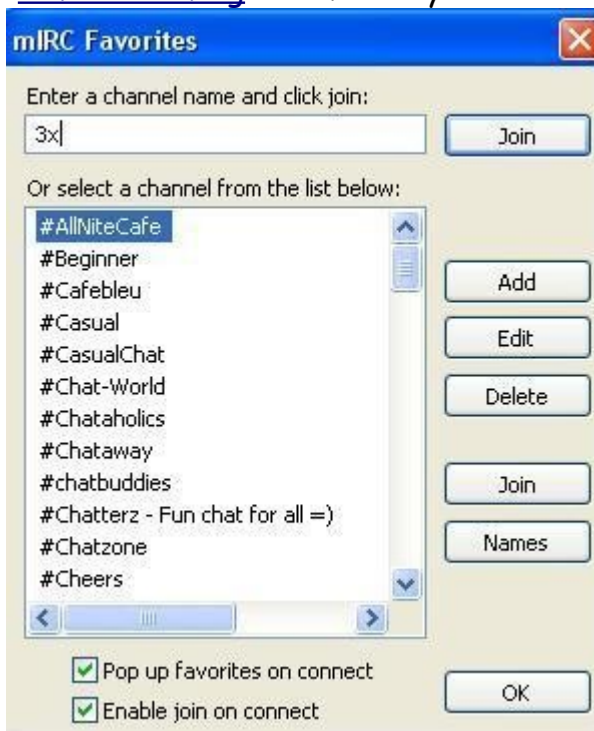 mIRC Favorites
Enter a channel name and click join:
3x
Join
Or select a channel from the list below:
#AllNiteCafe
#Beginner
#Cafebleu
#Casual
#CasualChat
#Chat-World
#Chataholics
#Chataway
#chatbuddies
#Chatterz - Fun chat for all =)
#Chatzone
#Cheers
Add
Edit
Delete
Join
Names
Pop up favorites on connect
Enable join on connect
OK